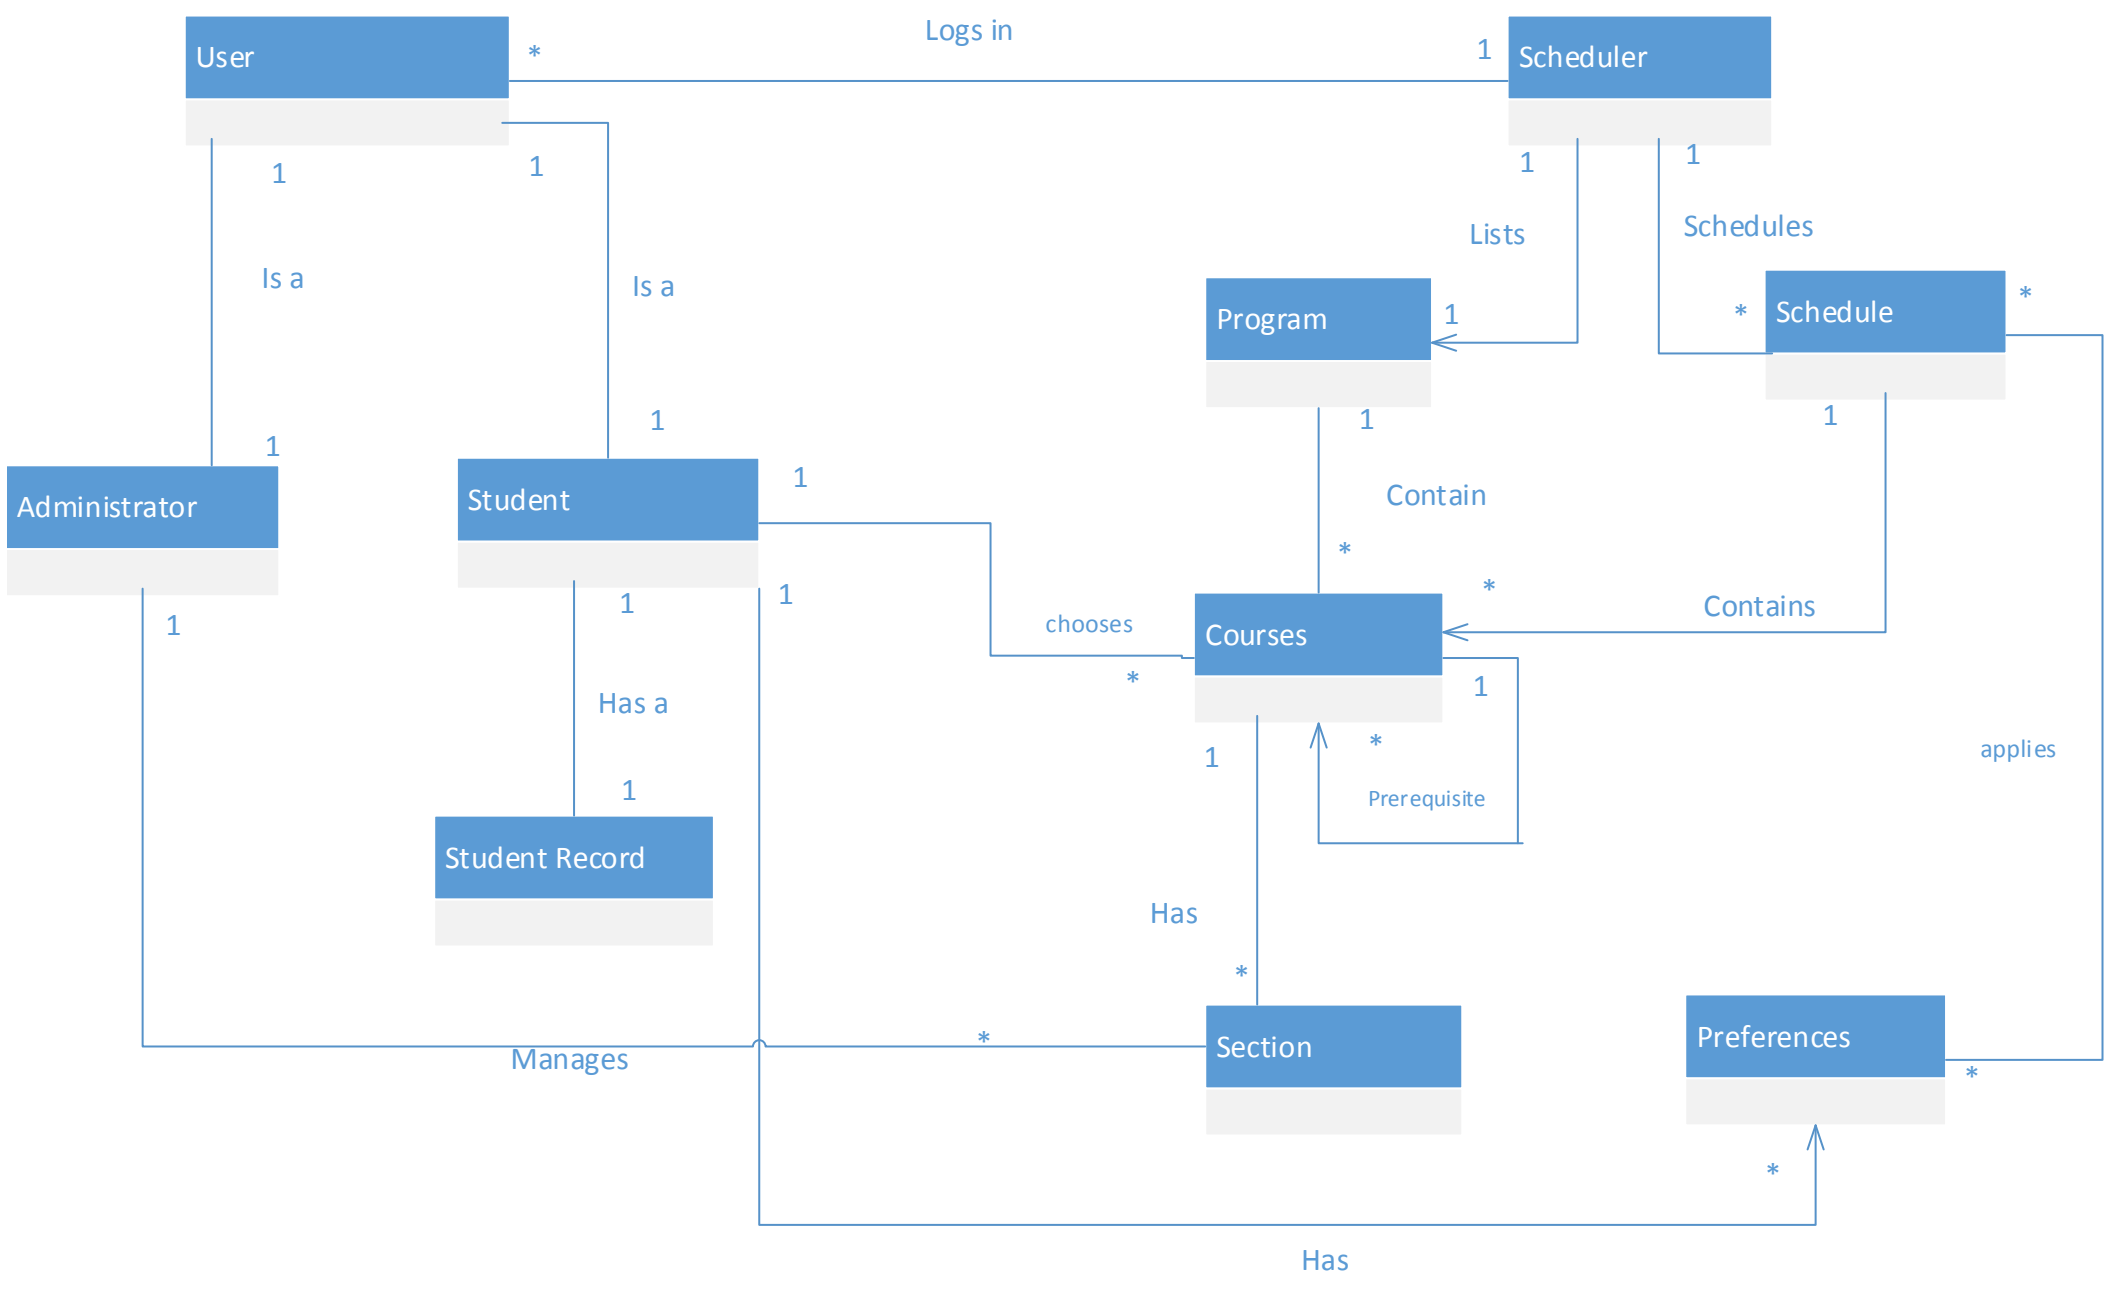 Logs in
User
*
1
Scheduler
1
1
1
1
Is a
Is a
Lists
Schedules
Program
1
*
Schedule
*
1
1
1
1
Administrator
Student
1
Contain
*
*
Contains
1
1
1
chooses
*
Courses
1
Has a
1
*
Prerequisite
applies
1
Student Record
Has
*
Manages
*
Section
Preferences
*
*
Has